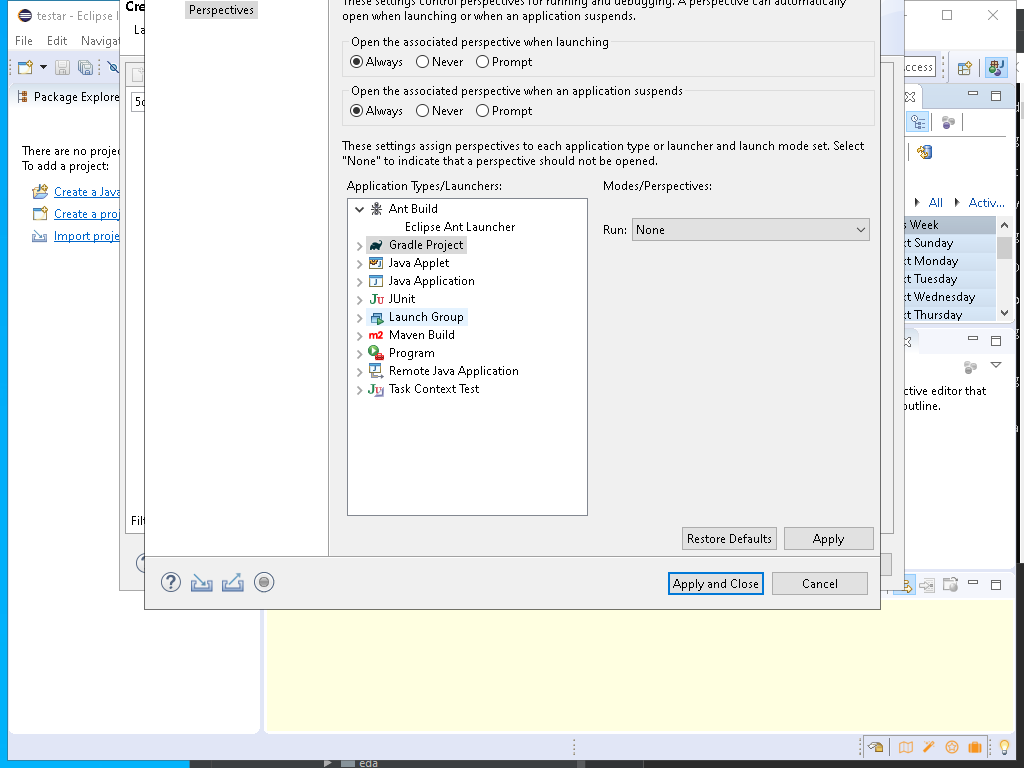 testar - Eclipse I
File Edit Navigat
Package Explore
There are no projec
To add a project:
Create a Java
Create a proj
Import proje
Cre
La
Perspectives
These settings control perspectives for running and debugging. A perspective can automatically
open when launching or when an application suspends.
Open the associated perspective when launching
Always Never Prompt
Open the associated perspective when an application suspends
Always Never Prompt
These settings assign perspectives to each application type or launcher and launch mode set. Select
"None" to indicate that a perspective should not be opened.
Application Types/Launchers:
Modes/Perspectives:
Ant Build
Eclipse Ant Launcher
Gradle Project
Java Applet
Java Application
JUnit
Launch Group
Maven Build
Program
Remote Java Application
Task Context Test
Run: None
Restore Defaults Apply
Apply and Close Cancel
Filt
ccess
All Activ...
s Week
xt Sunday
xt Monday
xt Tuesday
xt Wednesday
xt Thursday
ctive editor that
outline.
eda